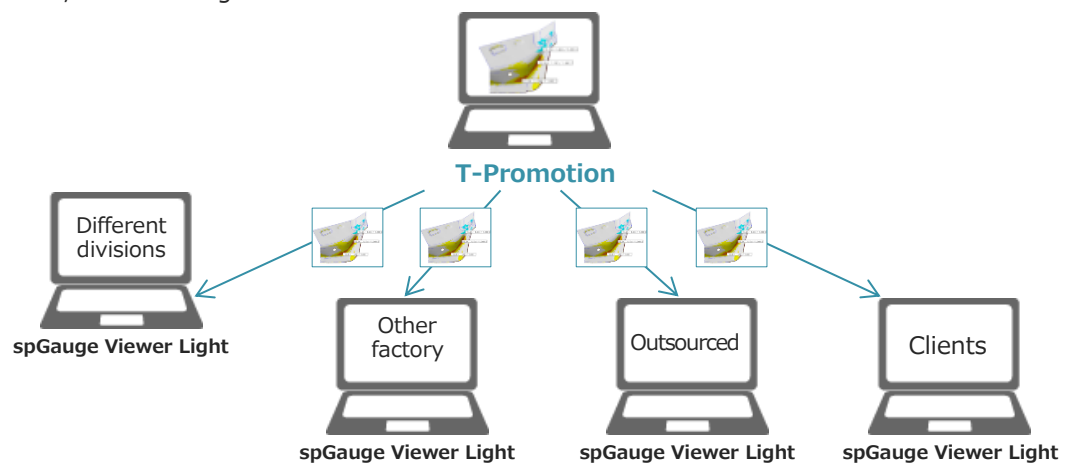 T-Promotion
Different
divisions
spGauge Viewer Light
Other
factory
spGauge Viewer Light
Outsourced
spGauge Viewer Light
Clients
spGauge Viewer Light